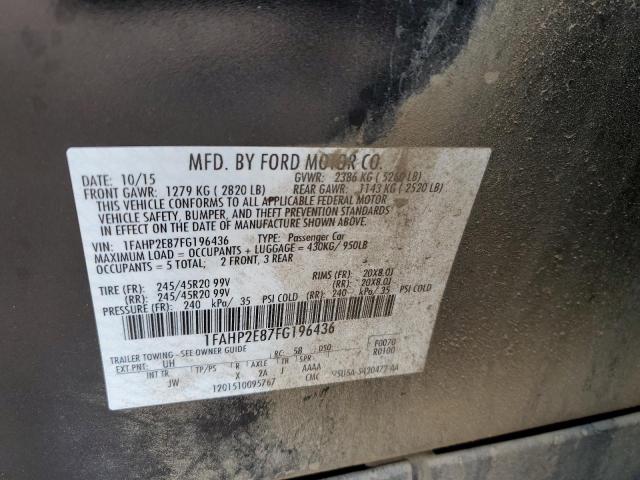 MFD. BY FORD MOTOR CO.
DATE: 10/15 GVWR: 2386 KG ( 5260 LB)
FRONT GAWR: 1279 KG ( 2820 LB) REAR GAWR: 1143 KG ( 2520 LB)
THIS VEHICLE CONFORMS TO ALL APPLICABLE FEDERAL MOTOR
VEHICLE SAFETY, BUMPER, AND THEFT PREVENTION STANDARDS
IN EFFECT ON THE DATE OF MANUFACTURE SHOWN ABOVE.
VIN: 1FAHP2E87FG196436 TYPE: Passenger Car
MAXIMUM LOAD = OCCUPANTS + LUGGAGE = 430KG/ 950LB
OCCUPANTS = 5 TOTAL; 2 FRONT, 3 REAR
TIRE (FR): 245/45R20 99V RIMS (FR): 20X8.0J
(RR): 245/45R20 99V (RR): 20X8.0J
PRESSURE (FR): 240 kPa/ 35 PSI COLD (RR): 240 kPa/ 35 PSI COLD
1FAHP2E87FG196436
TRAILER TOWING - SEE OWNER GUIDE RC: 5B DSO: F0070
R0100
EXT PNT: UH
INT TR TP/PS R AXLE TR SPR
JW X 2A J AAAA
1201510095767 CMC